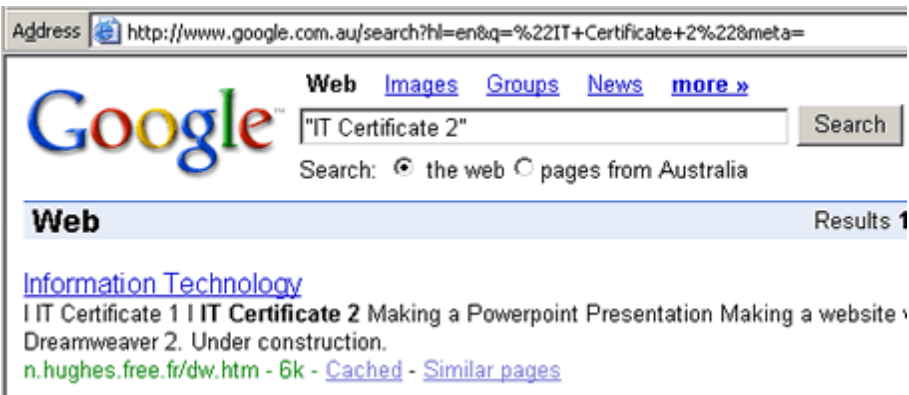 Address http://www.google.com.au/search?hl=en&q=%22IT+Certificate+2%22&meta=
Web Images Groups News more »
Google™
"IT Certificate 2" Search
Search: the web pages from Australia
Web Results 1
Information Technology
I IT Certificate 1 I IT Certificate 2 Making a Powerpoint Presentation Making a website
Dreamweaver 2. Under construction.
n.hughes.free.fr/dw.htm - 6k - Cached - Similar pages